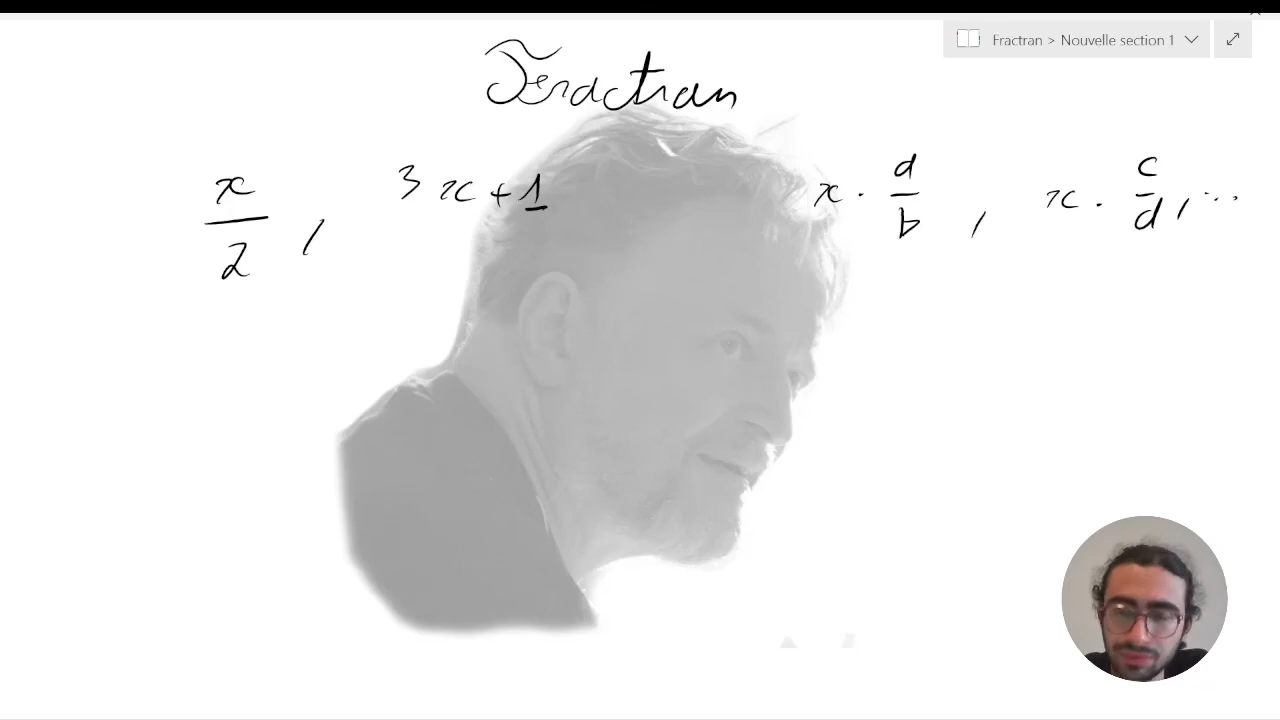 Fractran > Nouvelle section 1
Fractran
x/2 , 3x+1 x · a/b , x · c/d , ...